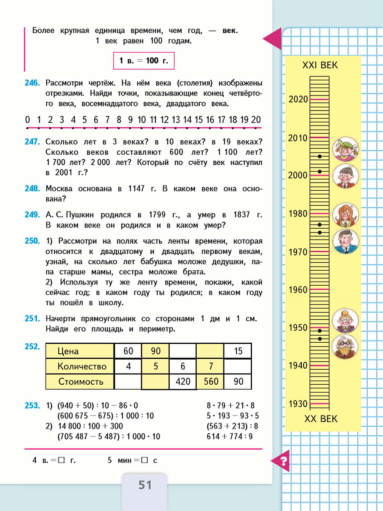 Более крупная единица времени, чем год, — век.
1 век равен 100 годам.
1 в. = 100 г.
246. Рассмотри чертёж. На нём века (столетия) изображены
отрезками. Найди точки, показывающие конец четвёрто-
го века, восемнадцатого века, двадцатого века.
0 1 2 3 4 5 6 7 8 9 10 11 12 13 14 15 16 17 18 19 20
247. Сколько лет в 3 веках? в 10 веках? в 19 веках?
Сколько веков составляют 600 лет? 1 100 лет?
1 700 лет? 2 000 лет? Который по счёту век наступил
в 2001 г.?
248. Москва основана в 1147 г. В каком веке она осно-
вана?
249. А. С. Пушкин родился в 1799 г., а умер в 1837 г.
В каком веке он родился и в каком умер?
250. 1) Рассмотри на полях часть ленты времени, которая
относится к двадцатому и двадцать первому векам,
узнай, на сколько лет бабушка моложе дедушки, па-
па старше мамы, сестра моложе брата.
2) Используя ту же ленту времени, покажи, какой
сейчас год; в каком году ты родился; в каком году
ты пошёл в школу.
251. Начерти прямоугольник со сторонами 1 дм и 1 см.
Найди его площадь и периметр.
252.
Цена 60 90 15
Количество 4 5 6 7
Стоимость 420 560 90
253. 1) (940 + 50) : 10 − 86 · 0 8 · 79 + 21 · 8
(600 675 − 675) : 1 000 : 10 5 · 193 − 93 · 5
2) 14 800 : 100 + 300 (563 + 213) : 8
(705 487 − 5 487) : 1 000 · 10 614 + 774 : 9
4 в. = □ г. 5 мин = □ с
?
51
XXI ВЕК
2020
2010
2000
1980
1970
1960
1950
1940
1930
XX ВЕК